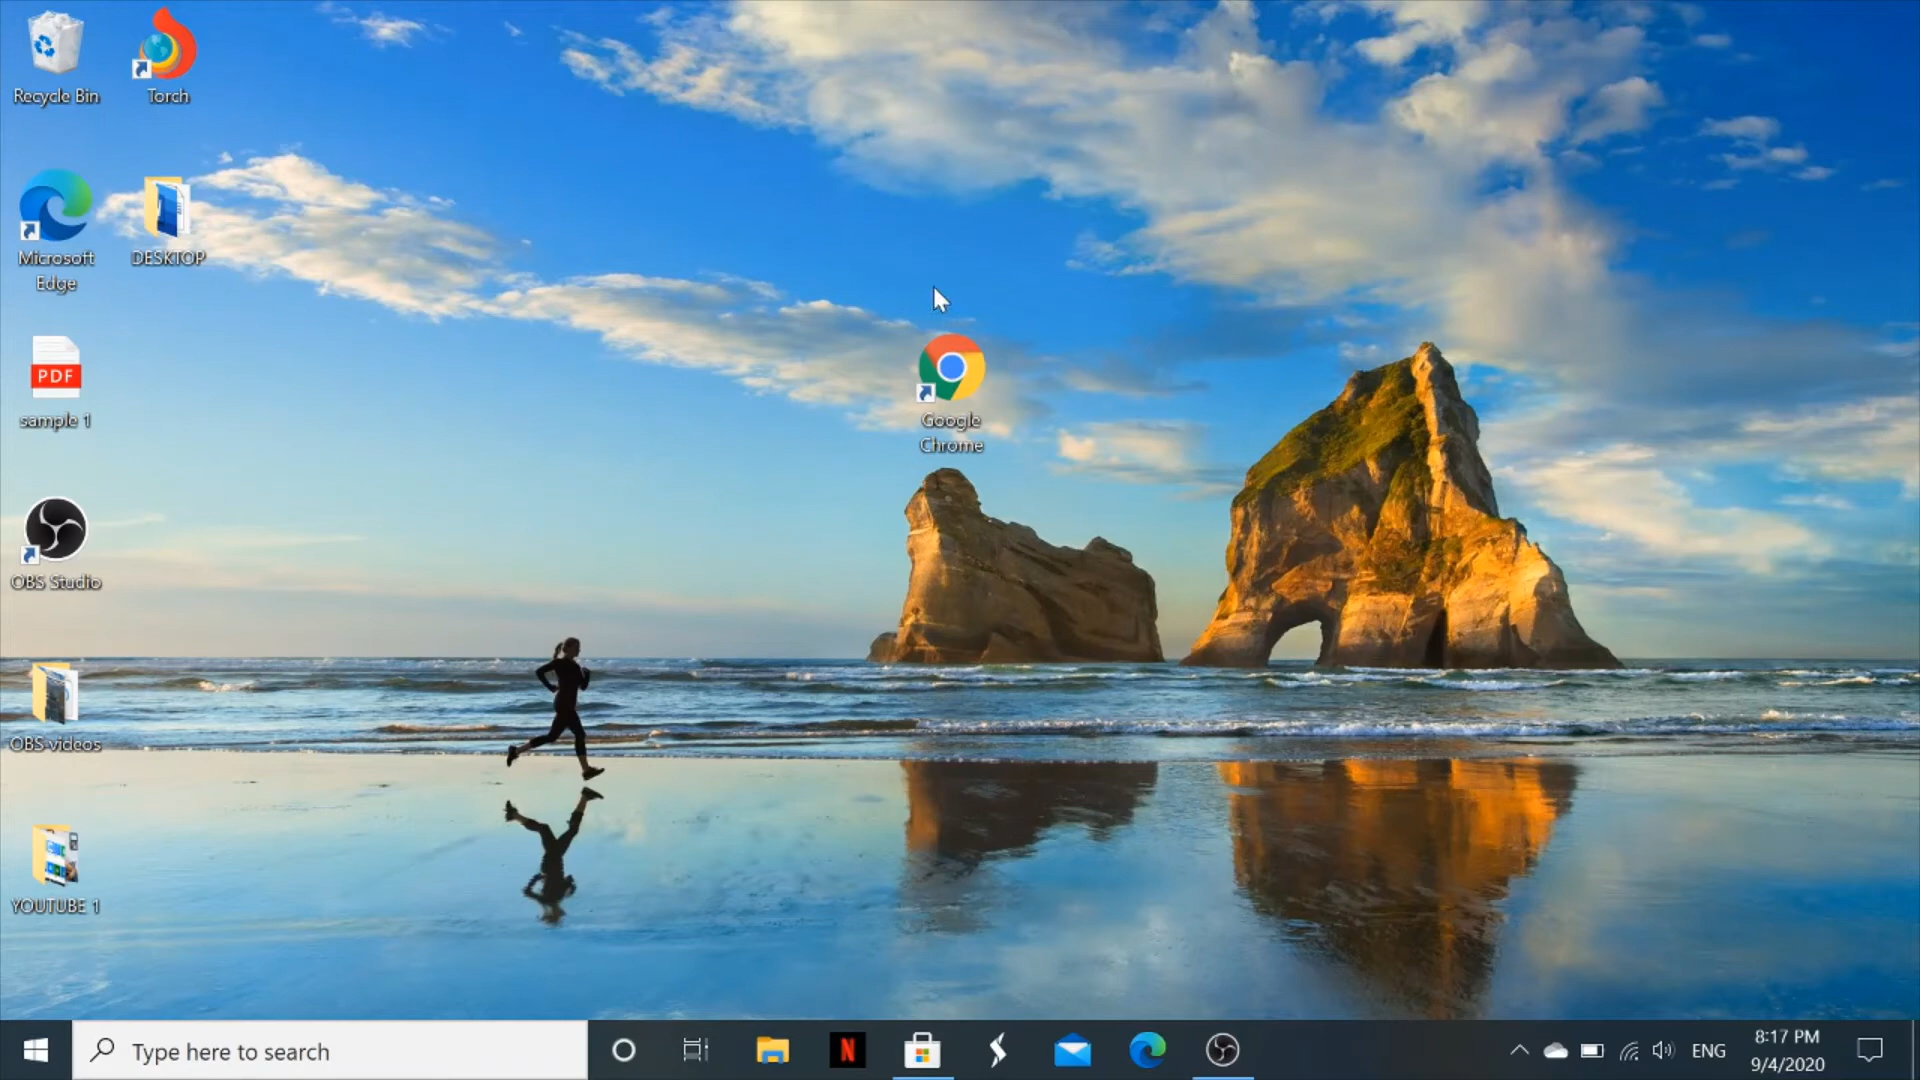 Recycle Bin
Torch
Microsoft
Edge
DESKTOP
PDF
sample 1
Google
Chrome
OBS Studio
OBS videos
YOUTUBE 1
Type here to search
N
ENG
8:17 PM
9/4/2020